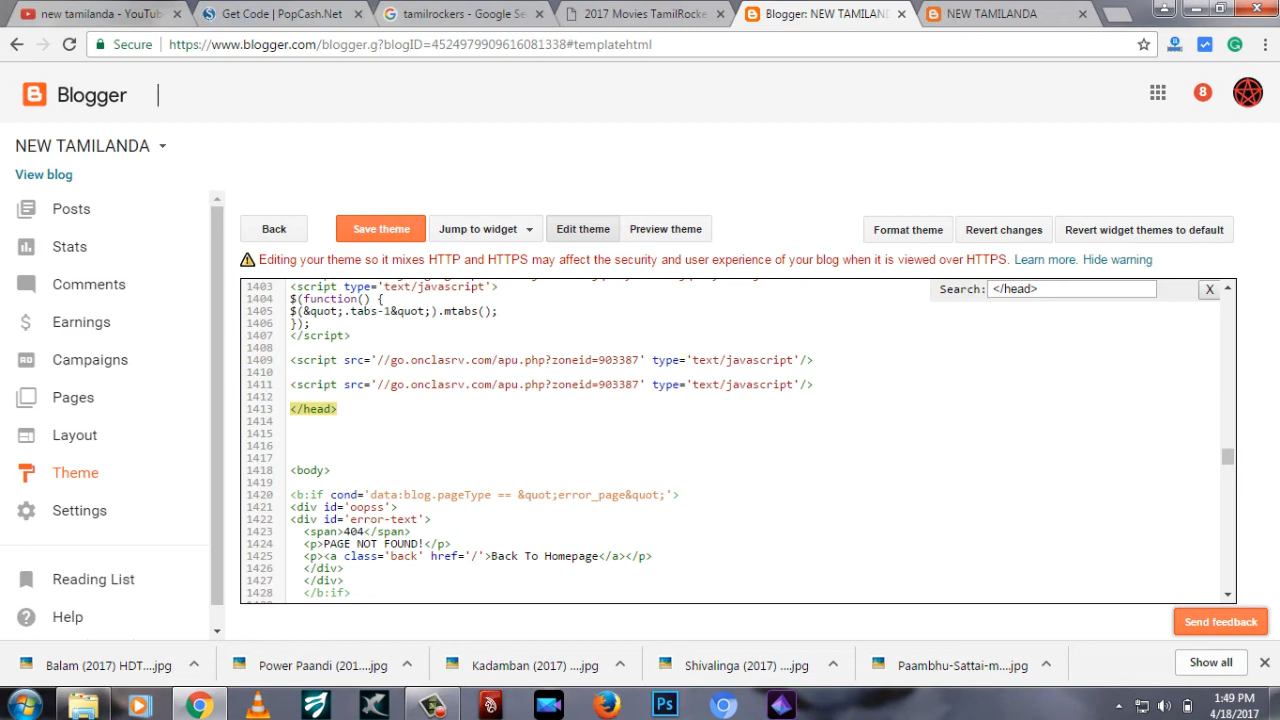 new tamilanda - YouTub
Get Code | PopCash.Net
tamilrockers - Google Se
2017 Movies TamilRocke
Blogger: NEW TAMILAN
NEW TAMILANDA
Secure
https://www.blogger.com/blogger.g?blogID=4524979909616081338#templatehtml
Blogger
8
NEW TAMILANDA
View blog
Posts
Stats
Comments
Earnings
Campaigns
Pages
Layout
Theme
Settings
Reading List
Help
Back
Save theme
Jump to widget
Edit theme
Preview theme
Format theme
Revert changes
Revert widget themes to default
Editing your theme so it mixes HTTP and HTTPS may affect the security and user experience of your blog when it is viewed over HTTPS. Learn more. Hide warning
Search: </head>
X
1403 <script type='text/javascript'>
1404 $(function() {
1405 $(&quot;.tabs-1&quot;).mtabs();
1406 });
1407 </script>
1408
1409 <script src='//go.onclasrv.com/apu.php?zoneid=903387' type='text/javascript'/>
1410
1411 <script src='//go.onclasrv.com/apu.php?zoneid=903387' type='text/javascript'/>
1412
1413 </head>
1414
1415
1416
1417
1418 <body>
1419
1420 <b:if cond='data:blog.pageType == &quot;error_page&quot;'>
1421 <div id='oopss'>
1422 <div id='error-text'>
1423 <span>404</span>
1424 <p>PAGE NOT FOUND!</p>
1425 <p><a class='back' href='/'>Back To Homepage</a></p>
1426 </div>
1427 </div>
1428 </b:if>
Send feedback
Balam (2017) HDT....jpg
Power Paandi (201....jpg
Kadamban (2017) ....jpg
Shivalinga (2017) ...jpg
Paambhu-Sattai-m....jpg
Show all
Ps
1:49 PM
4/18/2017